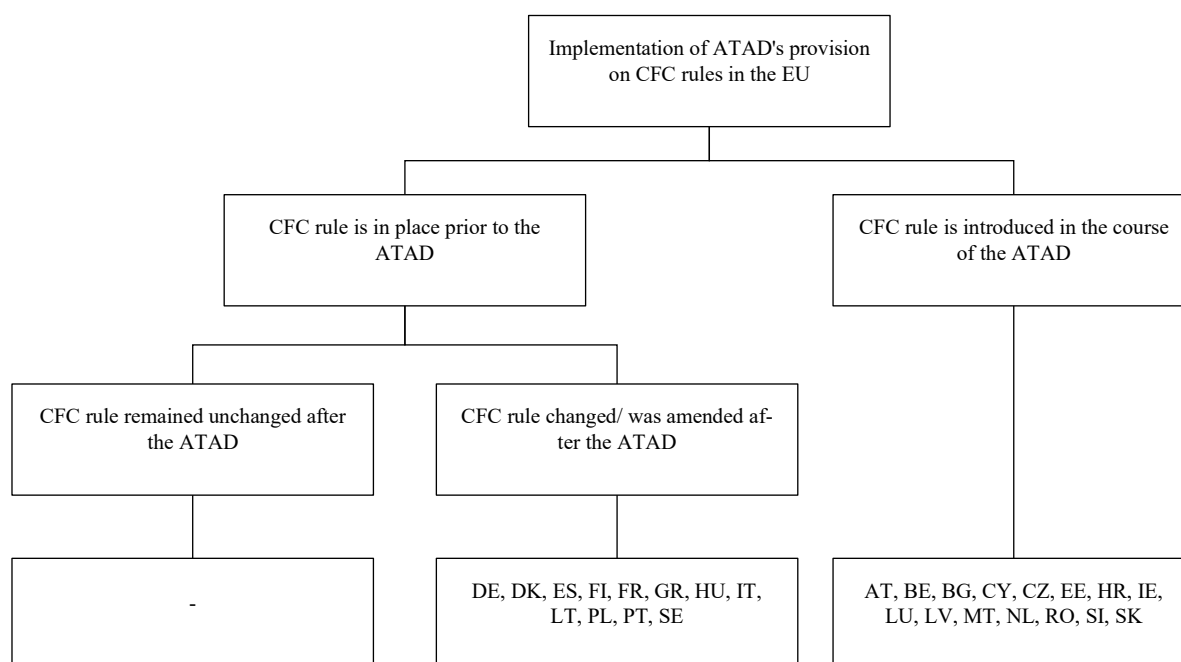 Implementation of ATAD's provision
on CFC rules in the EU
CFC rule is in place prior to the
ATAD
CFC rule is introduced in the course
of the ATAD
CFC rule remained unchanged after
the ATAD
CFC rule changed/ was amended af-
ter the ATAD
-
DE, DK, ES, FI, FR, GR, HU, IT,
LT, PL, PT, SE
AT, BE, BG, CY, CZ, EE, HR, IE,
LU, LV, MT, NL, RO, SI, SK